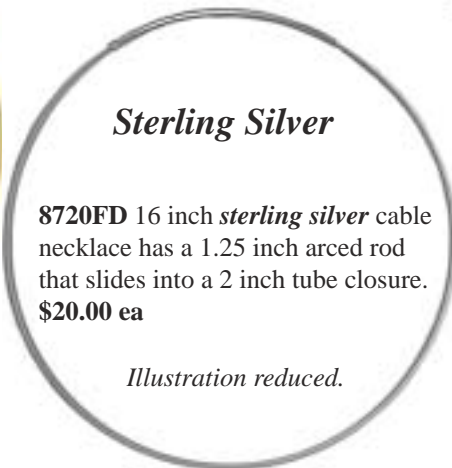 Sterling Silver
8720FD 16 inch sterling silver cable
necklace has a 1.25 inch arced rod
that slides into a 2 inch tube closure.
$20.00 ea
Illustration reduced.